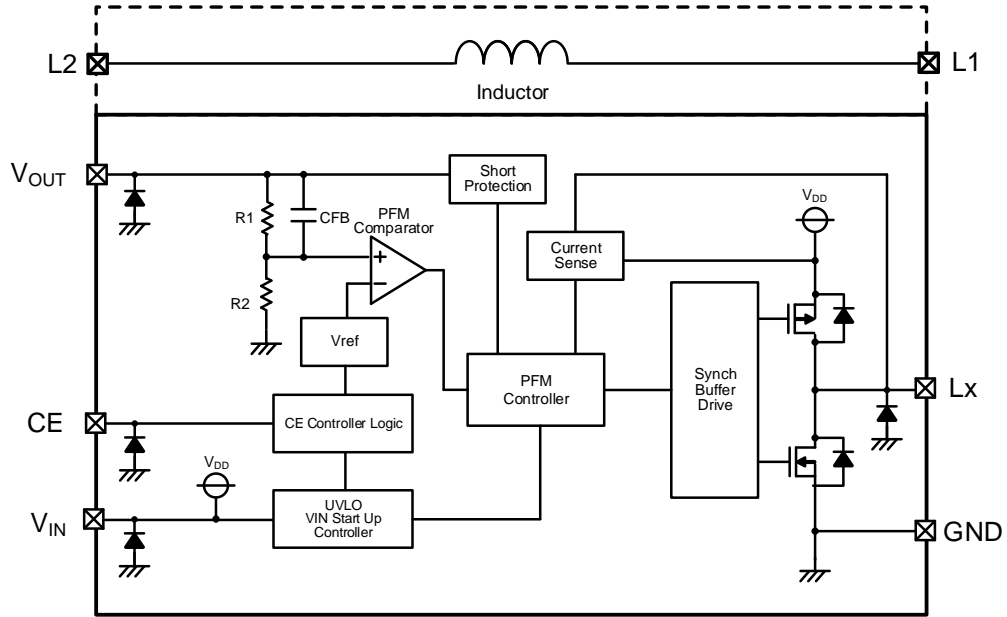 L2
L1
Inductor
VOUT
Short
Protection
VDD
R1
CFB
PFM
Comparator
+
−
Current
Sense
R2
Vref
PFM
Controller
Synch
Buffer
Drive
Lx
CE
CE Controller Logic
VDD
VIN
UVLO
VIN Start Up
Controller
GND